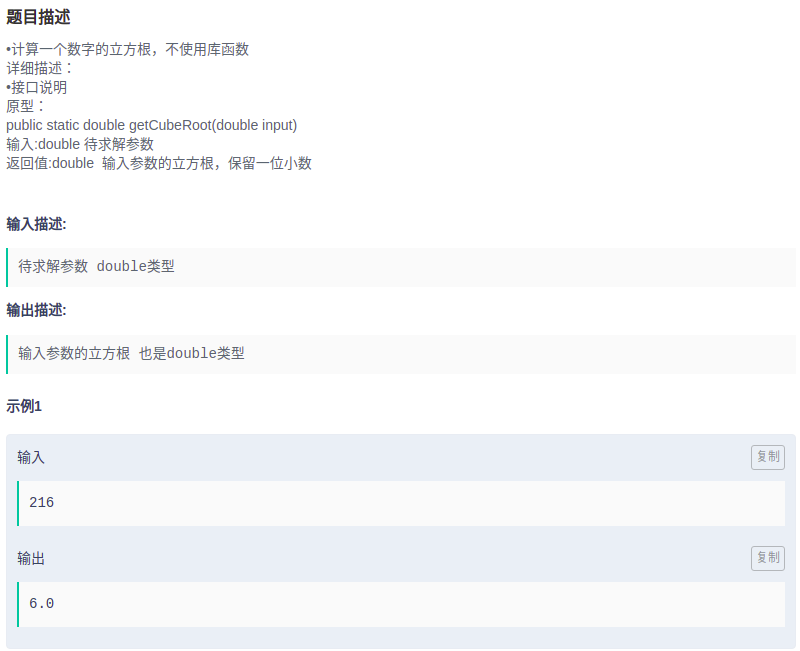 题目描述
•计算一个数字的立方根，不使用库函数
详细描述：
•接口说明
原型：
public static double getCubeRoot(double input)
输入:double 待求解参数
返回值:double  输入参数的立方根，保留一位小数
输入描述:
待求解参数 double类型
输出描述:
输入参数的立方根 也是double类型
示例1
输入
复制
216
输出
复制
6.0